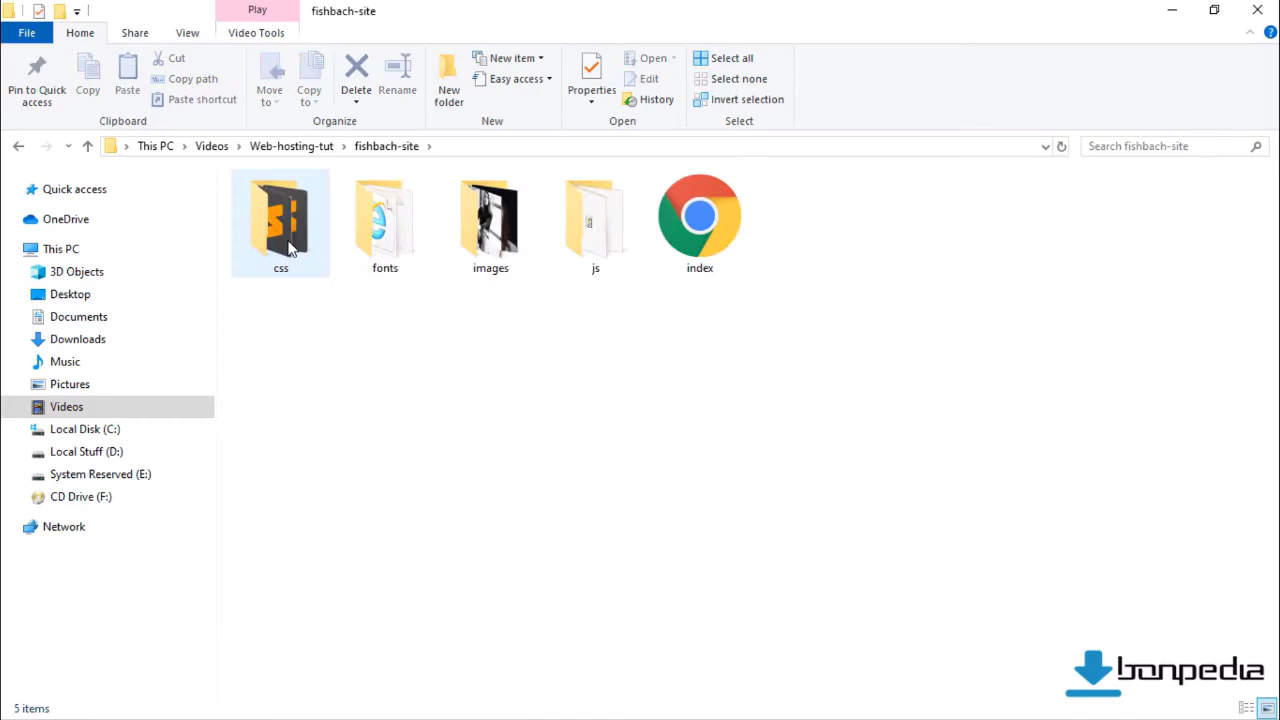 Play
fishbach-site
File
Home
Share
View
Video Tools
Pin to Quick
access
Copy
Paste
Cut
Copy path
Paste shortcut
Clipboard
Move
to
Copy
to
Delete
Rename
Organize
New
folder
New item
Easy access
New
Properties
Open
Edit
History
Open
Select all
Select none
Invert selection
Select
This PC
Videos
Web-hosting-tut
fishbach-site
Search fishbach-site
Quick access
OneDrive
This PC
3D Objects
Desktop
Documents
Downloads
Music
Pictures
Videos
Local Disk (C:)
Local Stuff (D:)
System Reserved (E:)
CD Drive (F:)
Network
css
fonts
images
js
index
bonpedia
5 items